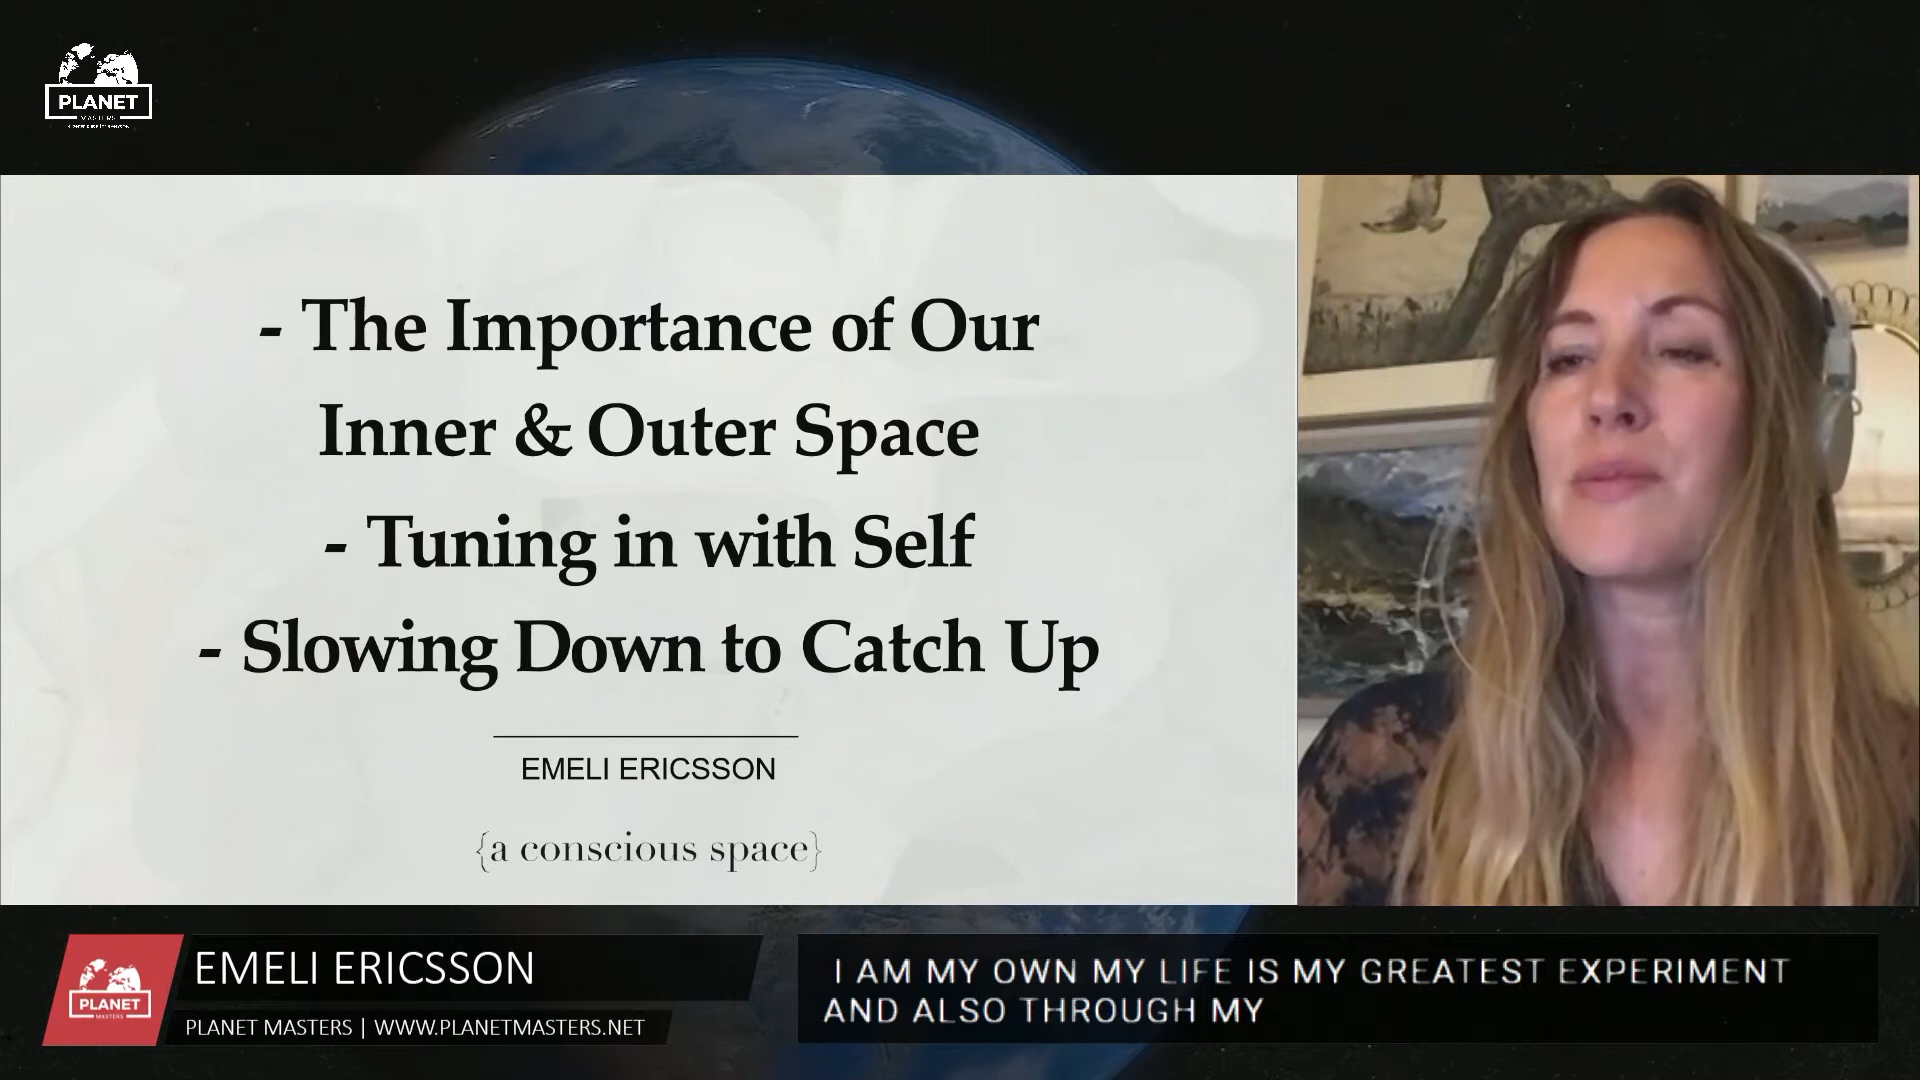 PLANET
MASTERS
- The Importance of Our
Inner & Outer Space
- Tuning in with Self
- Slowing Down to Catch Up
EMELI ERICSSON
{a conscious space}
PLANET
MASTERS
EMELI ERICSSON
PLANET MASTERS | WWW.PLANETMASTERS.NET
I AM MY OWN MY LIFE IS MY GREATEST EXPERIMENT
AND ALSO THROUGH MY